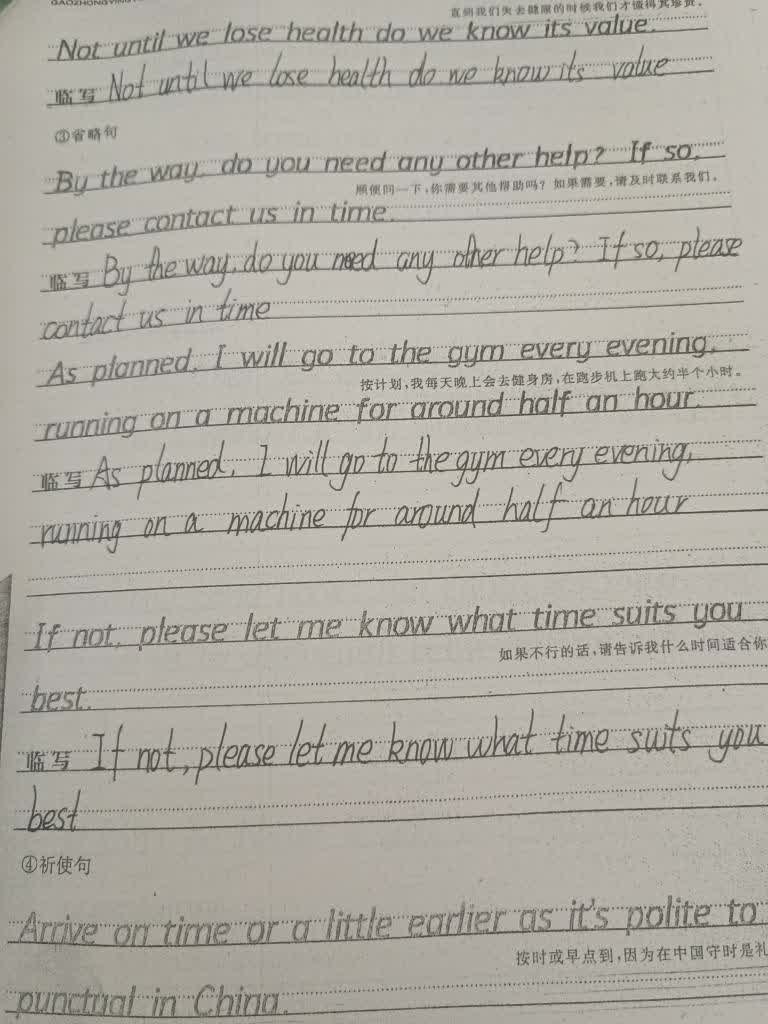 直到我们失去健康的时候我们才懂得其珍贵。
Not until we lose health do we know its value.
临写 Not until we lose health do we know its value
③省略句
By the way, do you need any other help? If so,
顺便问一下,你需要其他帮助吗?如果需要,请及时联系我们。
please contact us in time.
临写 By the way, do you need any other help? If so, please
contact us in time
As planned, I will go to the gym every evening,
按计划,我每天晚上会去健身房,在跑步机上跑大约半个小时。
running on a machine for around half an hour.
临写 As planned, I will go to the gym every evening,
running on a machine for around half an hour
If not, please let me know what time suits you
如果不行的话,请告诉我什么时间适合你
best.
临写 If not, please let me know what time suits you
best
④祈使句
Arrive on time or a little earlier as it's polite to
按时或早点到,因为在中国守时是礼
punctual in China.